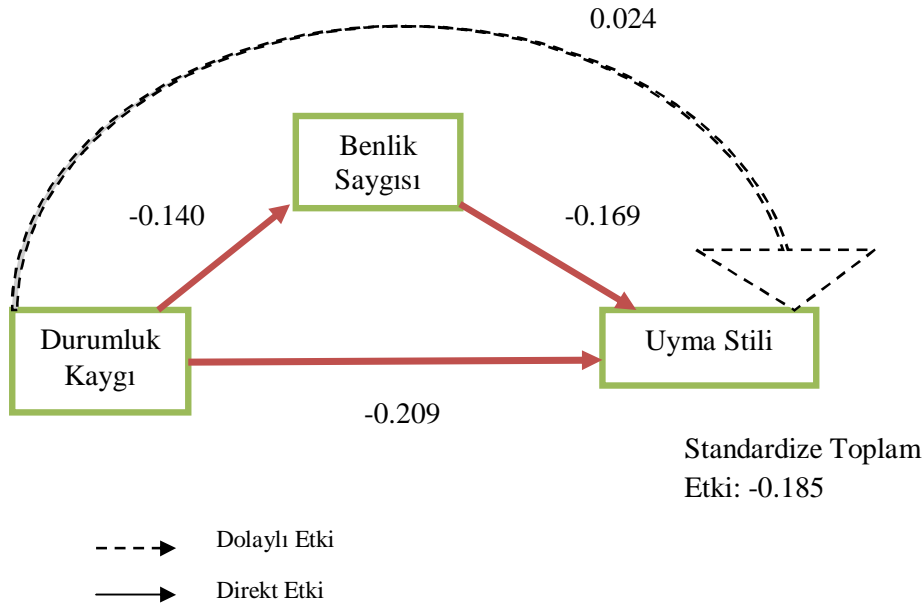 0.024
Benlik
Saygısı
-0.140
-0.169
Durumluk
Kaygı
Uyma Stili
-0.209
Standardize Toplam
Etki: -0.185
Dolaylı Etki
Direkt Etki